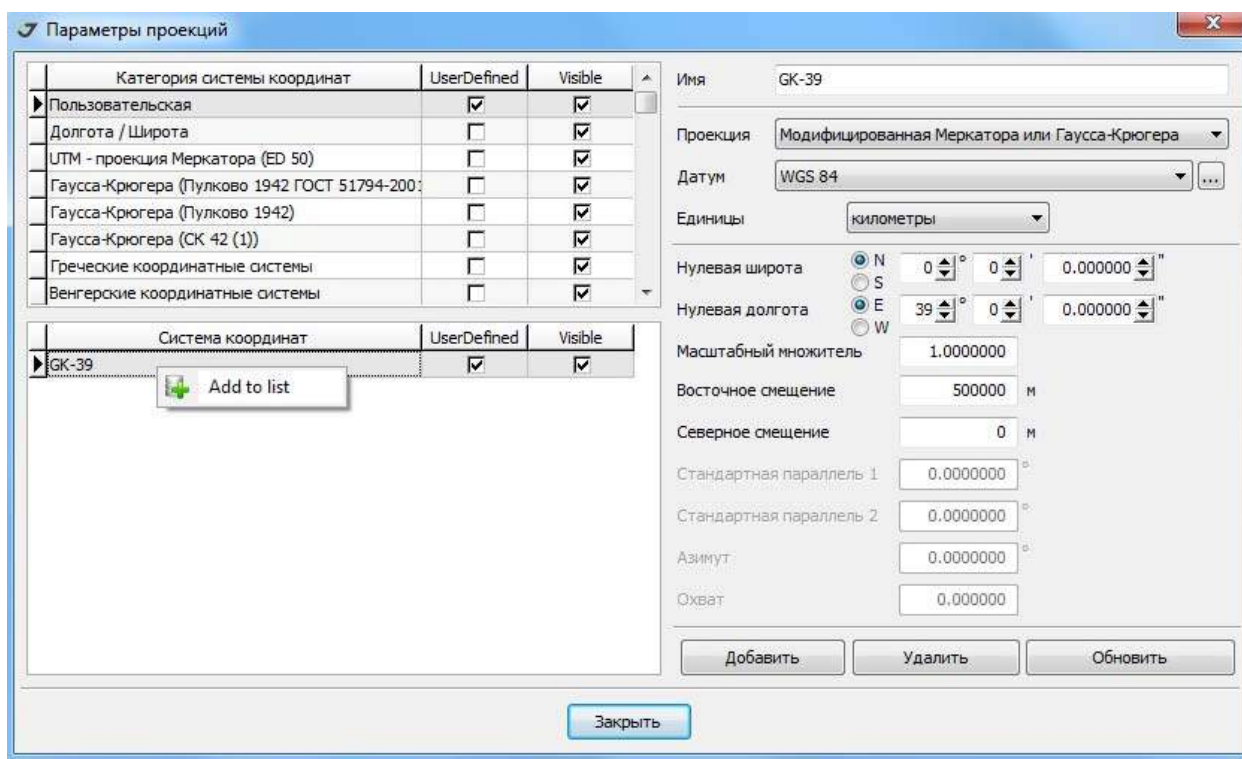 Параметры проекций
Категория системы координат UserDefined Visible
Пользовательская
Долгота / Широта
UTM - проекция Меркатора (ED 50)
Гаусса-Крюгера (Пулково 1942 ГОСТ 51794-2001
Гаусса-Крюгера (Пулково 1942)
Гаусса-Крюгера (СК 42 (1))
Греческие координатные системы
Венгерские координатные системы
Система координат UserDefined Visible
GK-39
Add to list
Имя GK-39
Проекция Модифицированная Меркатора или Гаусса-Крюгера
Датум WGS 84 ...
Единицы километры
Нулевая широта N S 0 ° 0 ' 0.000000 "
Нулевая долгота E W 39 ° 0 ' 0.000000 "
Масштабный множитель 1.0000000
Восточное смещение 500000 м
Северное смещение 0 м
Стандартная параллель 1 0.0000000 °
Стандартная параллель 2 0.0000000 °
Азимут 0.0000000 °
Охват 0.000000
Добавить Удалить Обновить
Закрыть